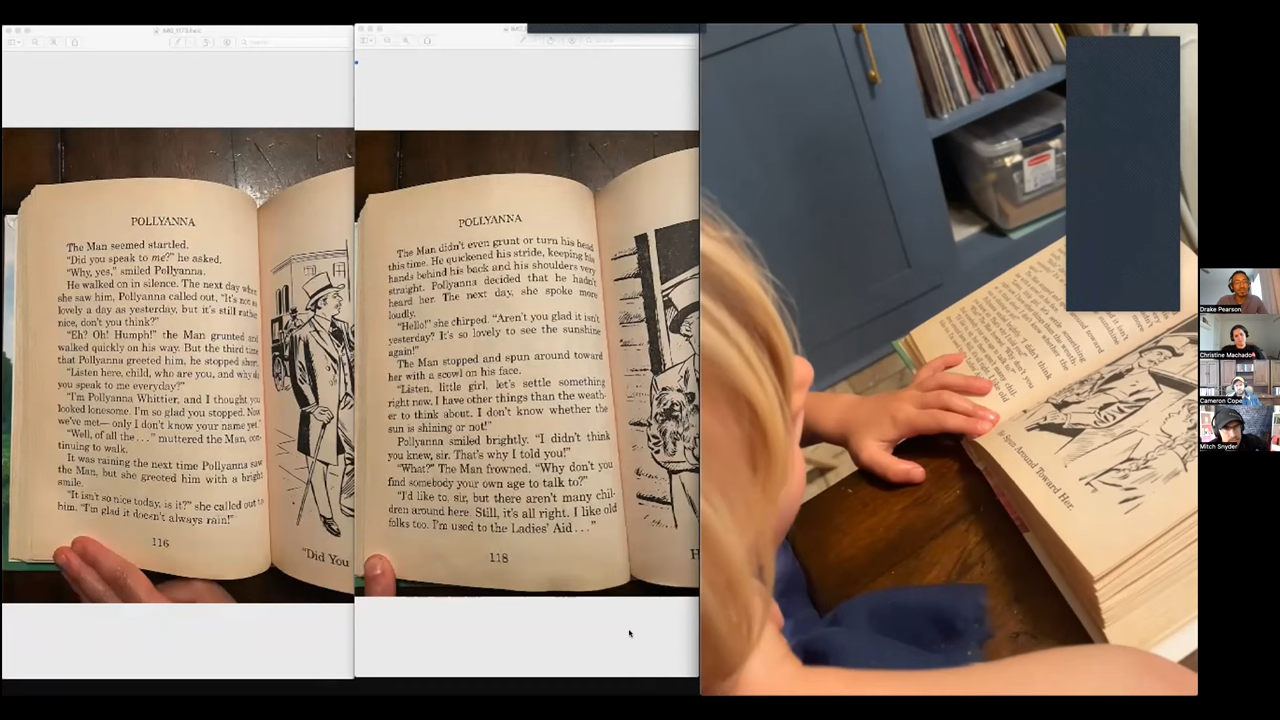 POLLYANNA
The Man seemed startled.
"Did you speak to me?" he asked.
"Why, yes," smiled Pollyanna.
He walked on in silence. The next day when
she saw him, Pollyanna called out, "It's not as
lovely a day as yesterday, but it's still rather
nice, don't you think?"
"Eh? Oh! Humph!" the Man grunted and
walked quickly on his way. But the third time
that Pollyanna greeted him, he stopped short.
"Listen here, child, who are you, and why do
you speak to me everyday?"
"I'm Pollyanna Whittier, and I thought you
looked lonesome. I'm so glad you stopped. Now
we've met— only I don't know your name yet."
"Well, of all the . . ." muttered the Man, con-
tinuing to walk.
It was raining the next time Pollyanna saw
the Man, but she greeted him with a bright
smile.
"It isn't so nice today, is it?" she called out to
him. "I'm glad it doesn't always rain!"
116
"Did You
POLLYANNA
The Man didn't even grunt or turn his head
this time. He quickened his stride, keeping his
hands behind his back and his shoulders very
straight. Pollyanna decided that he hadn't
heard her. The next day, she spoke more
loudly.
"Hello!" she chirped. "Aren't you glad it isn't
yesterday? It's so lovely to see the sunshine
again!"
The Man stopped and spun around toward
her with a scowl on his face.
"Listen, little girl, let's settle something
right now. I have other things than the weath-
er to think about. I don't know whether the
sun is shining or not!"
Pollyanna smiled brightly. "I didn't think
you knew, sir. That's why I told you!"
"What?" The Man frowned. "Why don't you
find somebody your own age to talk to?"
"I'd like to, sir, but there aren't many chil-
dren around here. Still, it's all right. I like old
folks too. I'm used to the Ladies' Aid . . ."
118
H
Spun Around Toward Her.
Drake Pearson
Christine Machado
Cameron Cope
Mitch Snyder